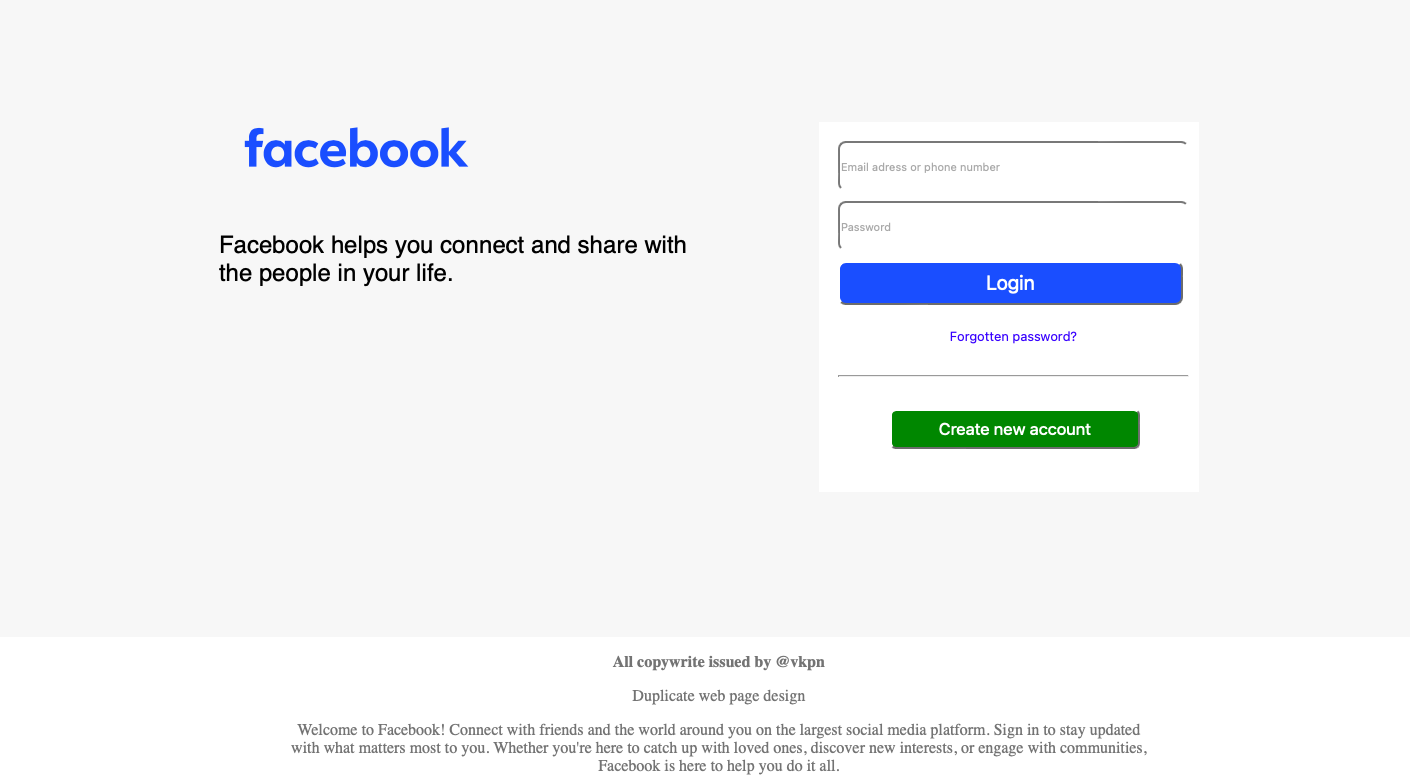 facebook
Facebook helps you connect and share with
the people in your life.
Email adress or phone number
Password
Login
Forgotten password?
Create new account
All copywrite issued by @vkpn
Duplicate web page design
Welcome to Facebook! Connect with friends and the world around you on the largest social media platform. Sign in to stay updated
with what matters most to you. Whether you're here to catch up with loved ones, discover new interests, or engage with communities,
Facebook is here to help you do it all.